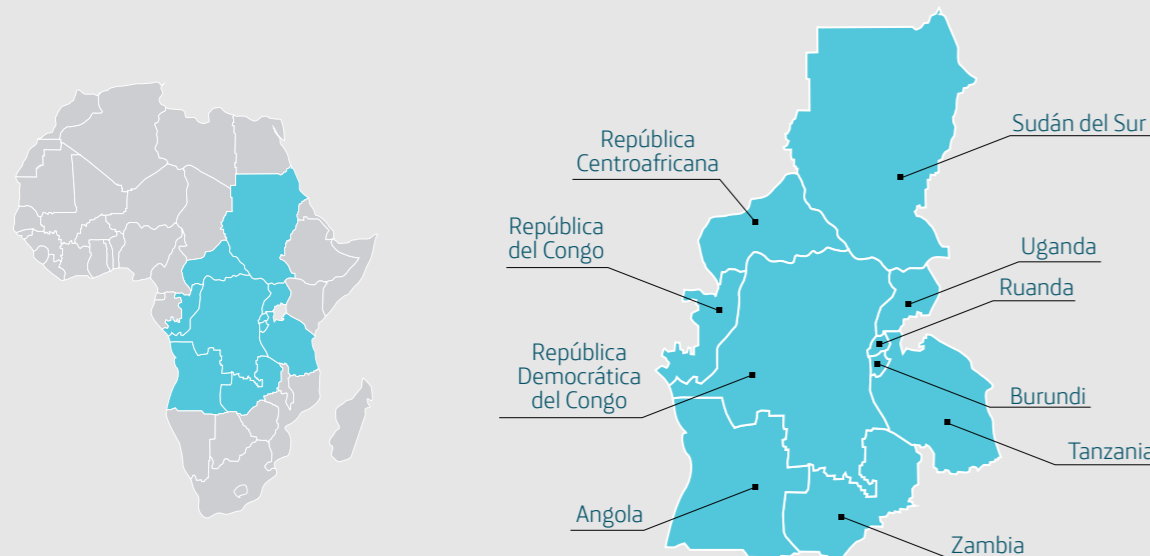 República
Centroafricana
República
del Congo
República
Democrática
del Congo
Angola
Sudán del Sur
Uganda
Ruanda
Burundi
Tanzania
Zambia